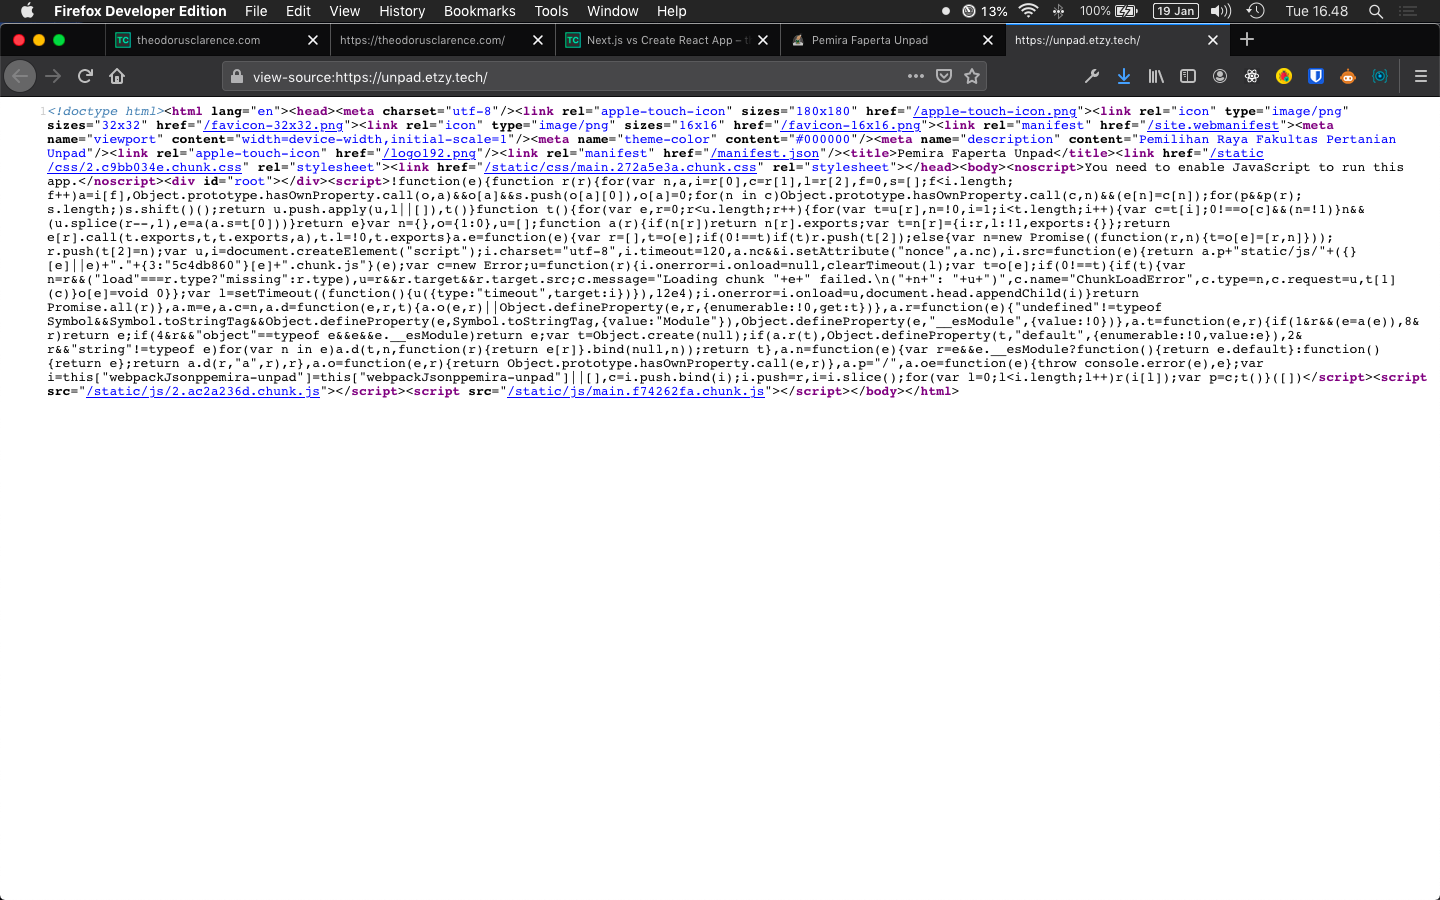 Firefox Developer Edition File Edit View History Bookmarks Tools Window Help 13% 100% 19 Jan Tue 16.48
TC theodorusclarence.com https://theodorusclarence.com/ TC Next.js vs Create React App – Pemira Faperta Unpad https://unpad.etzy.tech/
view-source:https://unpad.etzy.tech/
1<!doctype html><html lang="en"><head><meta charset="utf-8"/><link rel="apple-touch-icon" sizes="180x180" href="/apple-touch-icon.png"><link rel="icon" type="image/png"
sizes="32x32" href="/favicon-32x32.png"><link rel="icon" type="image/png" sizes="16x16" href="/favicon-16x16.png"><link rel="manifest" href="/site.webmanifest"><meta
name="viewport" content="width=device-width,initial-scale=1"/><meta name="theme-color" content="#000000"/><meta name="description" content="Pemilihan Raya Fakultas Pertanian
Unpad"/><link rel="apple-touch-icon" href="/logo192.png"/><link rel="manifest" href="/manifest.json"/><title>Pemira Faperta Unpad</title><link href="/static
/css/2.c9bb034e.chunk.css" rel="stylesheet"><link href="/static/css/main.272a5e3a.chunk.css" rel="stylesheet"></head><body><noscript>You need to enable JavaScript to run this
app.</noscript><div id="root"></div><script>!function(e){function r(r){for(var n,a,i=r[0],c=r[1],l=r[2],f=0,s=[];f<i.length;
f++)a=i[f],Object.prototype.hasOwnProperty.call(o,a)&&o[a]&&s.push(o[a][0]),o[a]=0;for(n in c)Object.prototype.hasOwnProperty.call(c,n)&&(e[n]=c[n]);for(p&&p(r);
s.length;)s.shift()();return u.push.apply(u,l||[]),t()}function t(){for(var e,r=0;r<u.length;r++){for(var t=u[r],n=!0,i=1;i<t.length;i++){var c=t[i];0!==o[c]&&(n=!1)}n&&
(u.splice(r--,1),e=a(a.s=t[0]))}return e}var n={},o={1:0},u=[];function a(r){if(n[r])return n[r].exports;var t=n[r]={i:r,l:!1,exports:{}};return
e[r].call(t.exports,t,t.exports,a),t.l=!0,t.exports}a.e=function(e){var r=[],t=o[e];if(0!==t)if(t)r.push(t[2]);else{var n=new Promise((function(r,n){t=o[e]=[r,n]}));
r.push(t[2]=n);var u,i=document.createElement("script");i.charset="utf-8",i.timeout=120,a.nc&&i.setAttribute("nonce",a.nc),i.src=function(e){return a.p+"static/js/"+({}
[e]||e)+"."+{3:"5c4db860"}[e]+".chunk.js"}(e);var c=new Error;u=function(r){i.onerror=i.onload=null,clearTimeout(l);var t=o[e];if(0!==t){if(t){var
n=r&&("load"===r.type?"missing":r.type),u=r&&r.target&&r.target.src;c.message="Loading chunk "+e+" failed.\n("+n+": "+u+")",c.name="ChunkLoadError",c.type=n,c.request=u,t[1]
(c)}o[e]=void 0}};var l=setTimeout((function(){u({type:"timeout",target:i})}),12e4);i.onerror=i.onload=u,document.head.appendChild(i)}return
Promise.all(r)},a.m=e,a.c=n,a.d=function(e,r,t){a.o(e,r)||Object.defineProperty(e,r,{enumerable:!0,get:t})},a.r=function(e){"undefined"!=typeof
Symbol&&Symbol.toStringTag&&Object.defineProperty(e,Symbol.toStringTag,{value:"Module"}),Object.defineProperty(e,"__esModule",{value:!0})},a.t=function(e,r){if(1&r&&(e=a(e)),8&
r)return e;if(4&r&&"object"==typeof e&&e&&e.__esModule)return e;var t=Object.create(null);if(a.r(t),Object.defineProperty(t,"default",{enumerable:!0,value:e}),2&
r&&"string"!=typeof e)for(var n in e)a.d(t,n,function(r){return e[r]}.bind(null,n));return t},a.n=function(e){var r=e&&e.__esModule?function(){return e.default}:function()
{return e};return a.d(r,"a",r),r},a.o=function(e,r){return Object.prototype.hasOwnProperty.call(e,r)},a.p="/",a.oe=function(e){throw console.error(e),e};var
i=this["webpackJsonppemira-unpad"]=this["webpackJsonppemira-unpad"]||[],c=i.push.bind(i);i.push=r,i=i.slice();for(var l=0;l<i.length;l++)r(i[l]);var p=c;t()}([])</script><script
src="/static/js/2.ac2a236d.chunk.js"></script><script src="/static/js/main.f74262fa.chunk.js"></script></body></html>